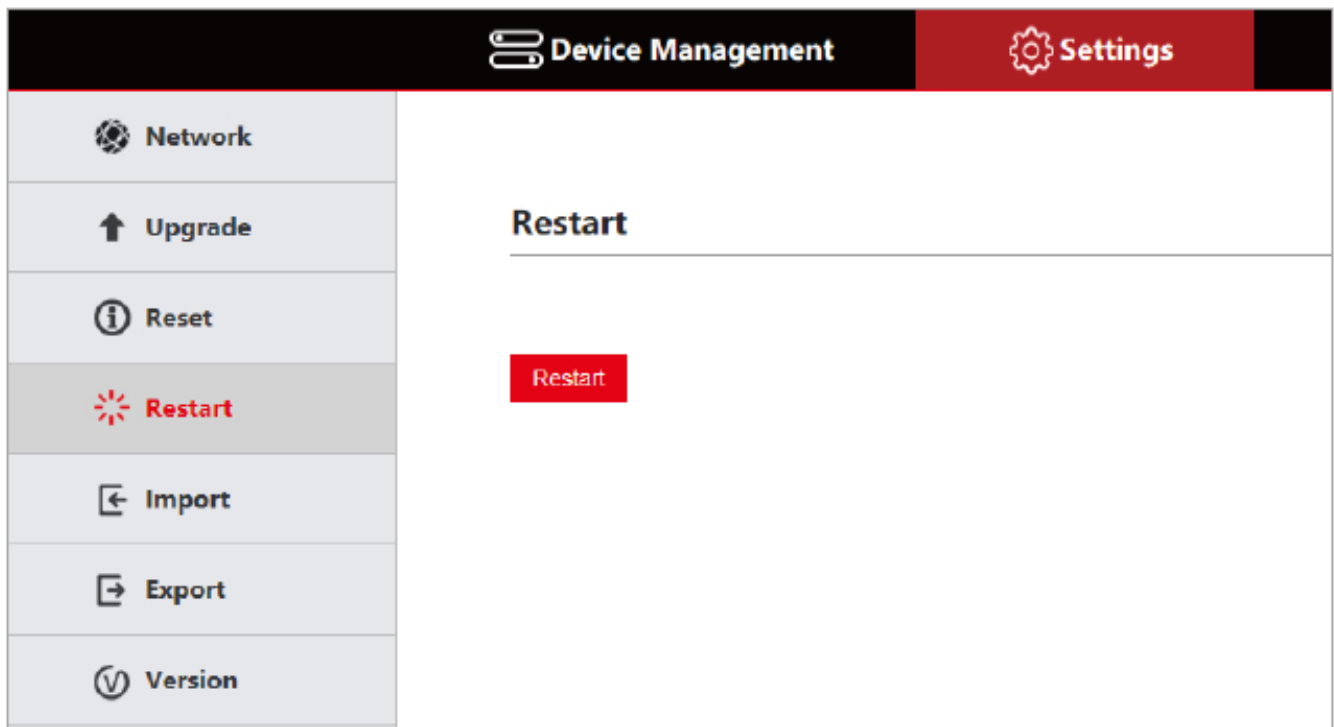 Device Management
Settings
Network
Upgrade
Reset
Restart
Import
Export
Version
Restart
Restart